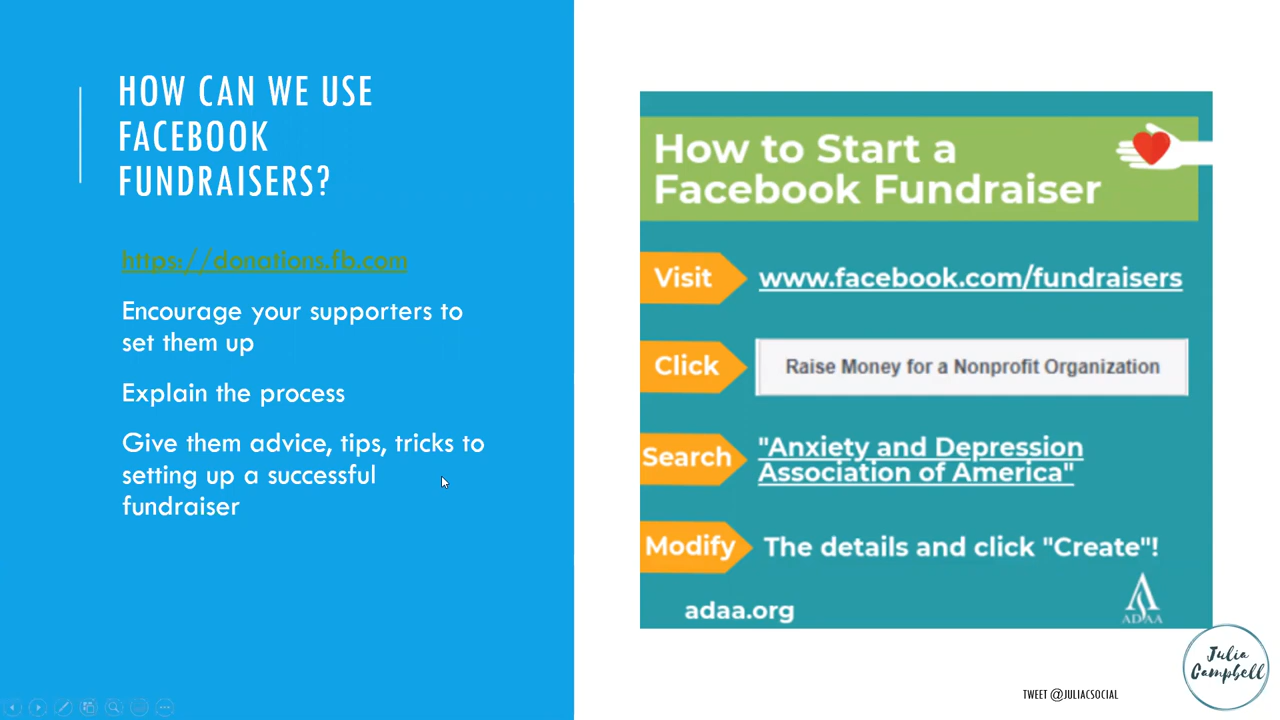 HOW CAN WE USE
FACEBOOK
FUNDRAISERS?
https://donations.fb.com
Encourage your supporters to
set them up
Explain the process
Give them advice, tips, tricks to
setting up a successful
fundraiser
How to Start a
Facebook Fundraiser
Visit www.facebook.com/fundraisers
Click Raise Money for a Nonprofit Organization
Search "Anxiety and Depression
Association of America"
Modify The details and click "Create"!
adaa.org
ADAA
TWEET @JULIACSOCIAL
Julia
Campbell